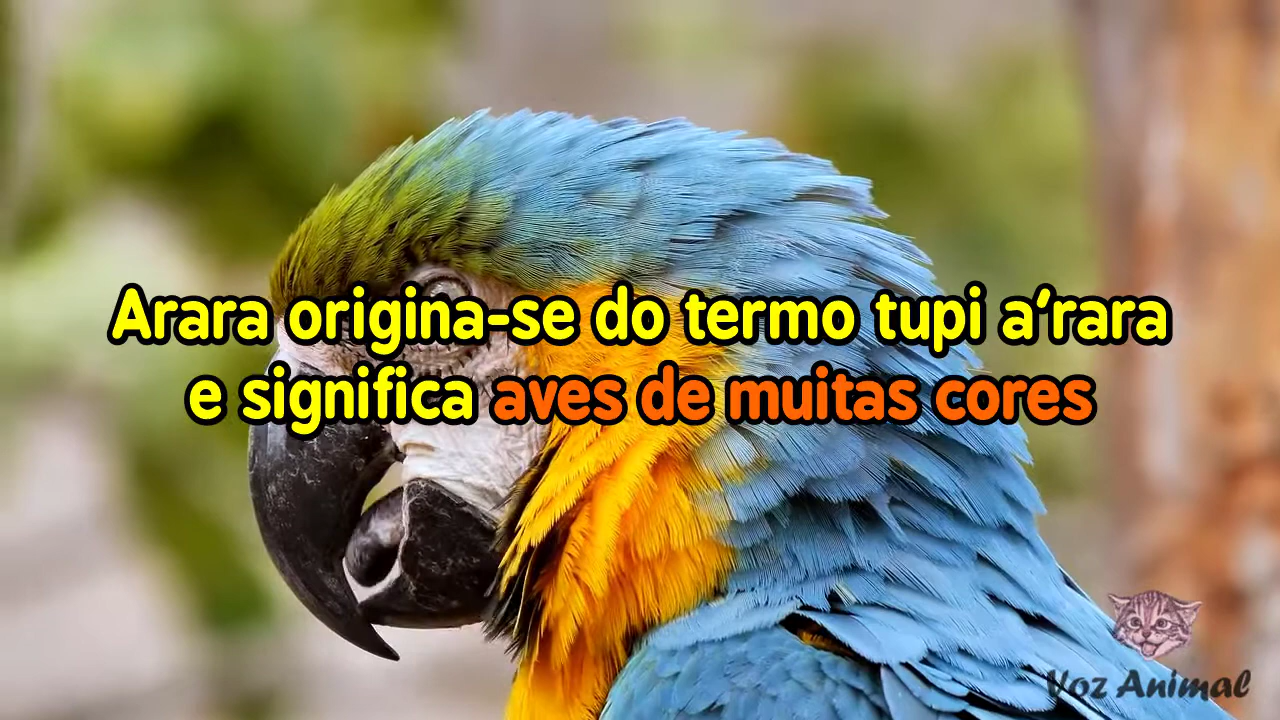 Arara origina-se do termo tupi a’rara
e significa aves de muitas cores
Voz Animal